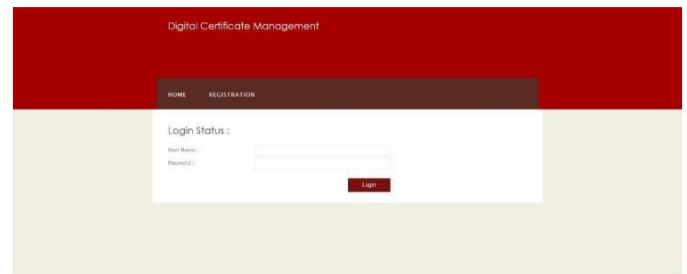 Digital Certificate Management
HOME REGISTRATION
Login Status :
User Name :
Password :
Login